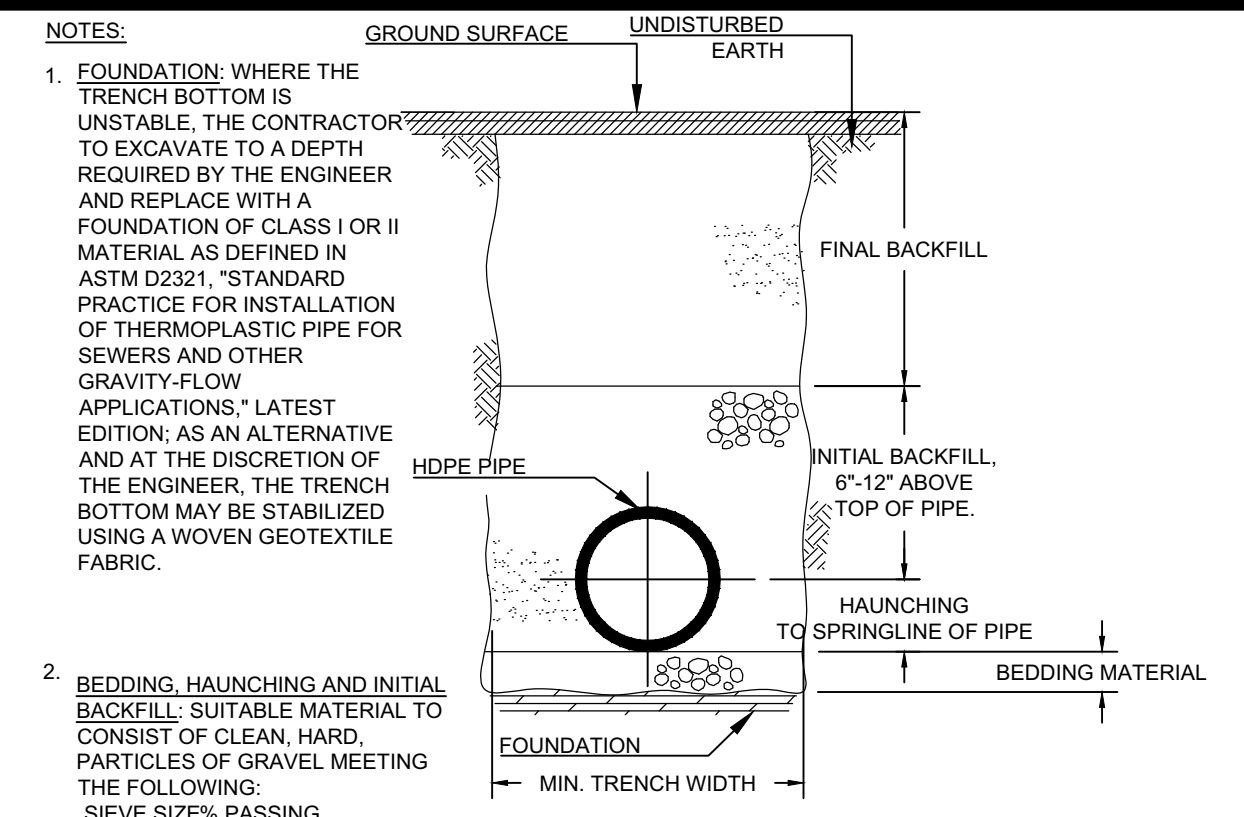 NOTES:
1. FOUNDATION: WHERE THE
TRENCH BOTTOM IS
UNSTABLE, THE CONTRACTOR
TO EXCAVATE TO A DEPTH
REQUIRED BY THE ENGINEER
AND REPLACE WITH A
FOUNDATION OF CLASS I OR II
MATERIAL AS DEFINED IN
ASTM D2321, "STANDARD
PRACTICE FOR INSTALLATION
OF THERMOPLASTIC PIPE FOR
SEWERS AND OTHER
GRAVITY-FLOW
APPLICATIONS," LATEST
EDITION; AS AN ALTERNATIVE
AND AT THE DISCRETION OF
THE ENGINEER, THE TRENCH
BOTTOM MAY BE STABILIZED
USING A WOVEN GEOTEXTILE
FABRIC.
2. BEDDING, HAUNCHING AND INITIAL
BACKFILL: SUITABLE MATERIAL TO
CONSIST OF CLEAN, HARD,
PARTICLES OF GRAVEL MEETING
THE FOLLOWING:
SIEVE SIZE% PASSING
GROUND SURFACE
UNDISTURBED
EARTH
FINAL BACKFILL
HDPE PIPE
INITIAL BACKFILL,
6"-12" ABOVE
TOP OF PIPE.
HAUNCHING
TO SPRINGLINE OF PIPE
BEDDING MATERIAL
FOUNDATION
MIN. TRENCH WIDTH